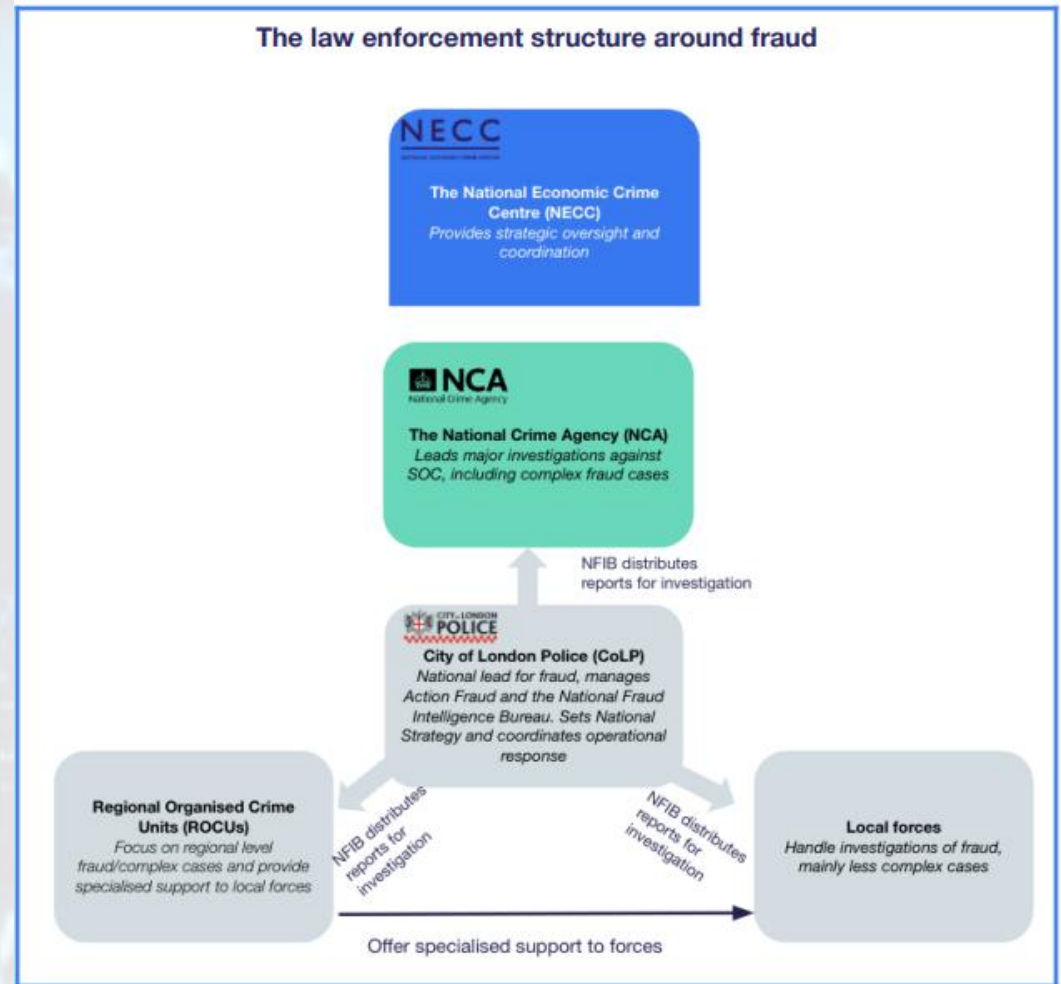 The law enforcement structure around fraud
NECC
NATIONAL ECONOMIC CRIME CENTRE
The National Economic Crime
Centre (NECC)
Provides strategic oversight and
coordination
NCA
National Crime Agency
The National Crime Agency (NCA)
Leads major investigations against
SOC, including complex fraud cases
NFIB distributes
reports for investigation
CITY OF LONDON
POLICE
City of London Police (CoLP)
National lead for fraud, manages
Action Fraud and the National Fraud
Intelligence Bureau. Sets National
Strategy and coordinates operational
response
Regional Organised Crime
Units (ROCUs)
Focus on regional level
fraud/complex cases and provide
specialised support to local forces
NFIB distributes
reports for
investigation
NFIB distributes
reports for
investigation
Local forces
Handle investigations of fraud,
mainly less complex cases
Offer specialised support to forces